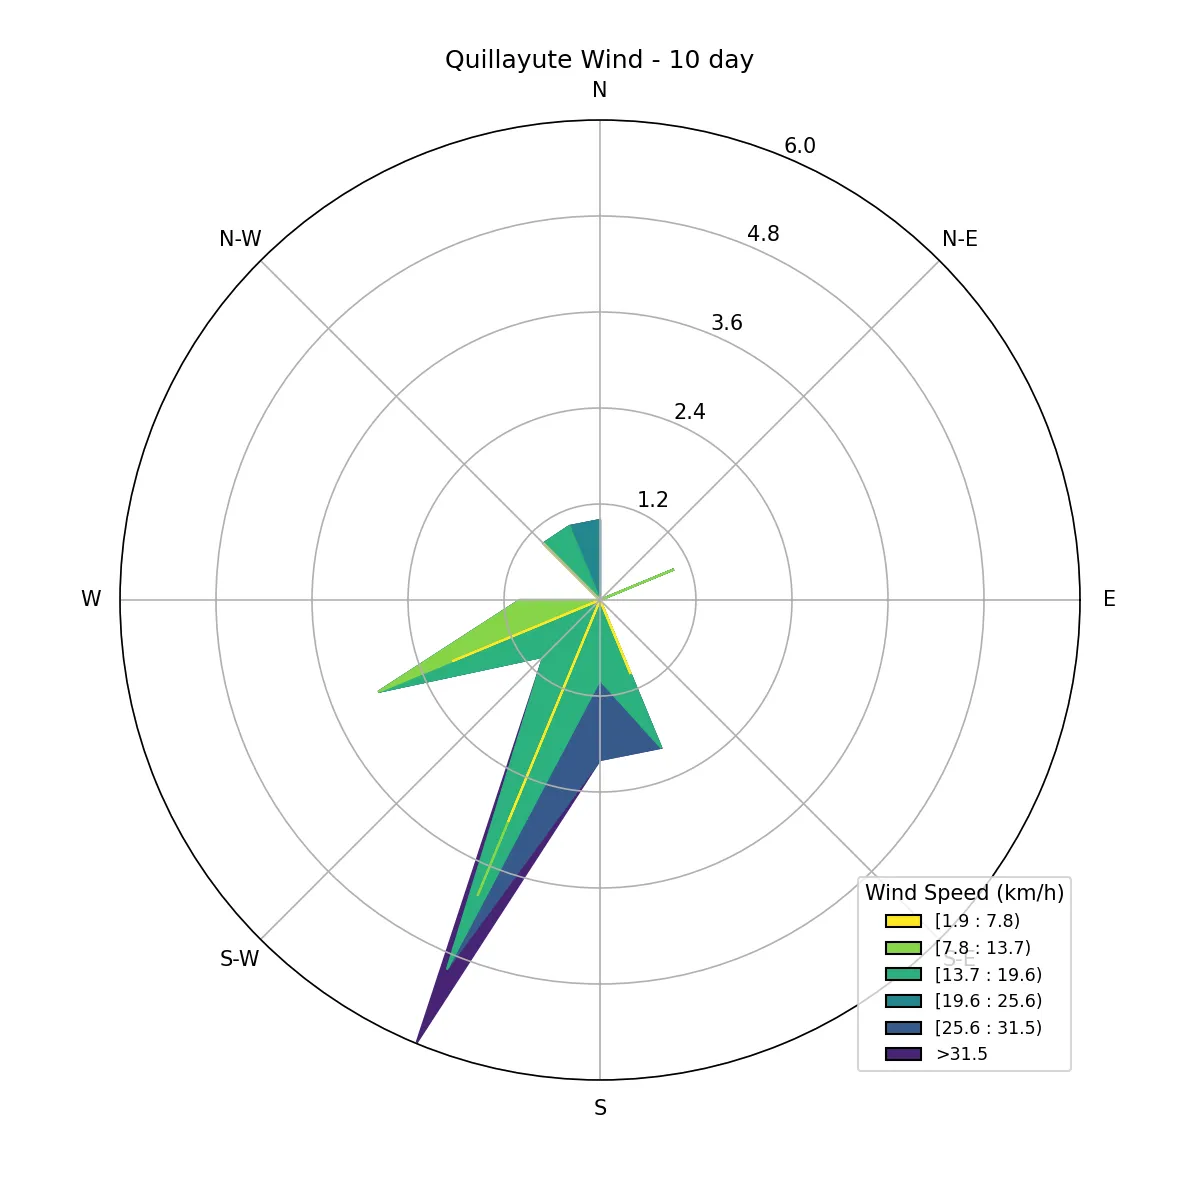 Quillayute Wind - 10 day
N
6.0
N-W
4.8
N-E
3.6
2.4
1.2
W
E
Wind Speed (km/h)
[1.9 : 7.8)
[7.8 : 13.7)
S-W
S-E
[13.7 : 19.6)
[19.6 : 25.6)
[25.6 : 31.5)
>31.5
S